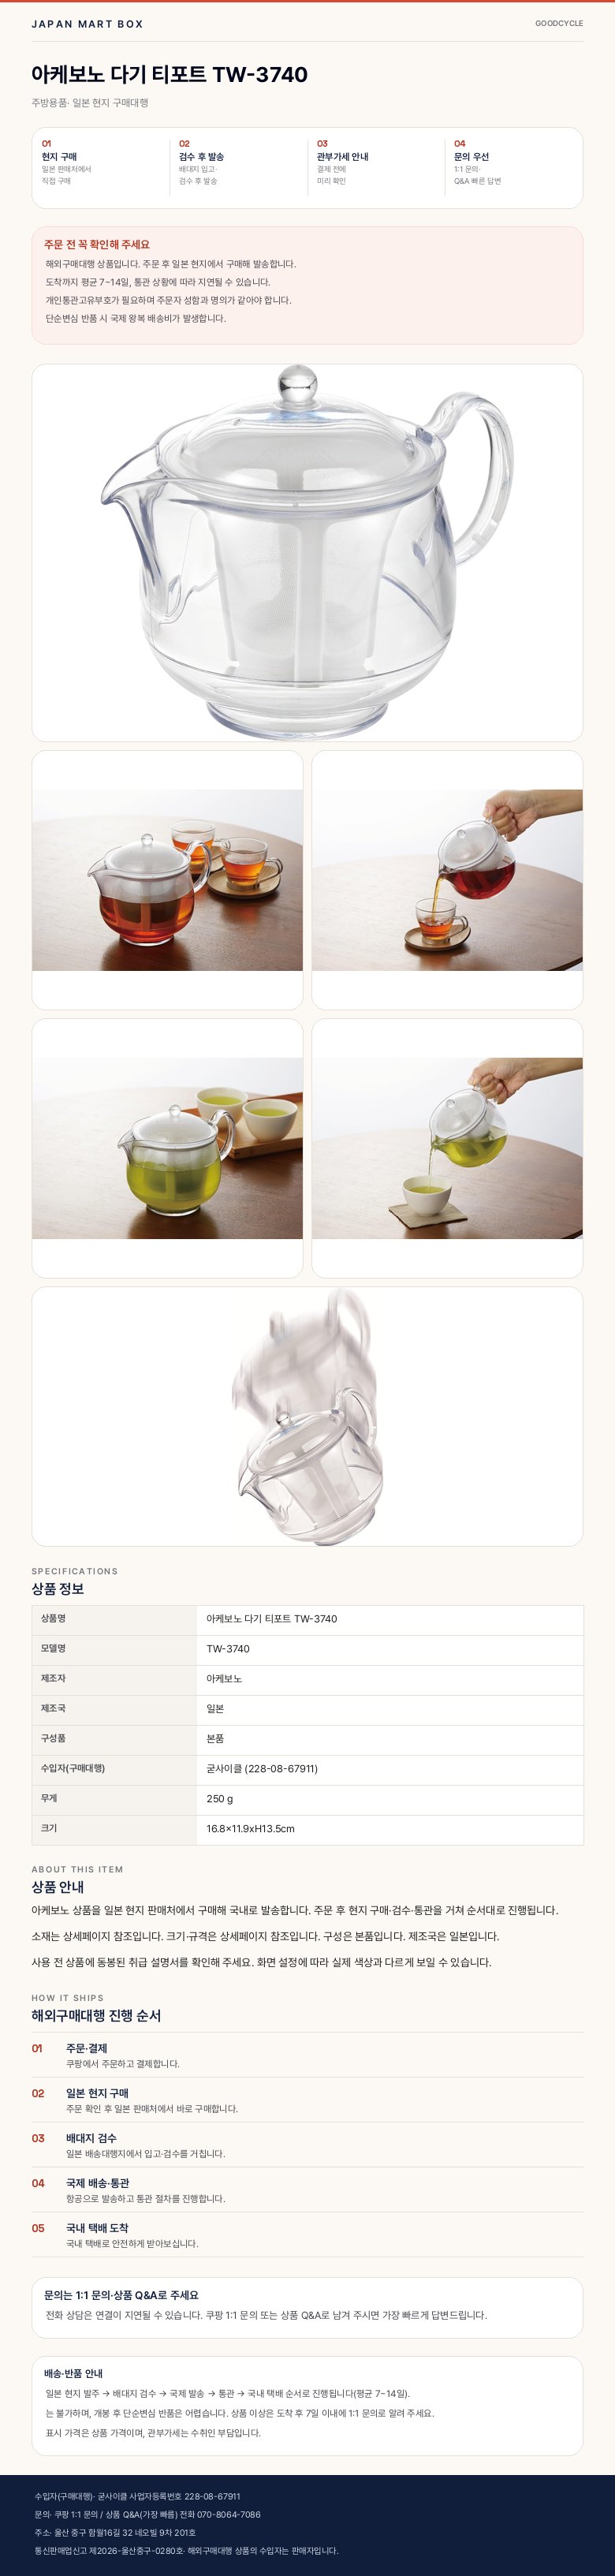 JAPAN MART BOX
GOODCYCLE
아케보노 다기 티포트 TW-3740
주방용품· 일본 현지 구매대행
01
현지 구매
일본 판매처에서
직접 구매
02
검수 후 발송
배대지 입고·
검수 후 발송
03
관부가세 안내
결제 전에
미리 확인
04
문의 우선
1:1 문의·
Q&A 빠른 답변
주문 전 꼭 확인해 주세요
해외구매대행 상품입니다. 주문 후 일본 현지에서 구매해 발송합니다.
도착까지 평균 7–14일, 통관 상황에 따라 지연될 수 있습니다.
개인통관고유부호가 필요하며 주문자 성함과 명의가 같아야 합니다.
단순변심 반품 시 국제 왕복 배송비가 발생합니다.
SPECIFICATIONS
상품 정보
상품명 아케보노 다기 티포트 TW-3740
모델명 TW-3740
제조자 아케보노
제조국 일본
구성품 본품
수입자(구매대행) 굳사이클 (228-08-67911)
무게 250 g
크기 16.8×11.9xH13.5cm
ABOUT THIS ITEM
상품 안내
아케보노 상품을 일본 현지 판매처에서 구매해 국내로 발송합니다. 주문 후 현지 구매·검수·통관을 거쳐 순서대로 진행됩니다.
소재는 상세페이지 참조입니다. 크기·규격은 상세페이지 참조입니다. 구성은 본품입니다. 제조국은 일본입니다.
사용 전 상품에 동봉된 취급 설명서를 확인해 주세요. 화면 설정에 따라 실제 색상과 다르게 보일 수 있습니다.
HOW IT SHIPS
해외구매대행 진행 순서
01 주문·결제
쿠팡에서 주문하고 결제합니다.
02 일본 현지 구매
주문 확인 후 일본 판매처에서 바로 구매합니다.
03 배대지 검수
일본 배송대행지에서 입고·검수를 거칩니다.
04 국제 배송·통관
항공으로 발송하고 통관 절차를 진행합니다.
05 국내 택배 도착
국내 택배로 안전하게 받아보십니다.
문의는 1:1 문의·상품 Q&A로 주세요
전화 상담은 연결이 지연될 수 있습니다. 쿠팡 1:1 문의 또는 상품 Q&A로 남겨 주시면 가장 빠르게 답변드립니다.
배송·반품 안내
일본 현지 발주 → 배대지 검수 → 국제 발송 → 통관 → 국내 택배 순서로 진행됩니다(평균 7–14일).
는 불가하며, 개봉 후 단순변심 반품은 어렵습니다. 상품 이상은 도착 후 7일 이내에 1:1 문의로 알려 주세요.
표시 가격은 상품 가격이며, 관부가세는 수취인 부담입니다.
수입자(구매대행)· 굳사이클 사업자등록번호 228-08-67911
문의· 쿠팡 1:1 문의 / 상품 Q&A(가장 빠름) 전화 070-8064-7086
주소· 울산 중구 함월16길 32 네오빌 9차 201호
통신판매업신고 제2026-울산중구-0280호· 해외구매대행 상품의 수입자는 판매자입니다.